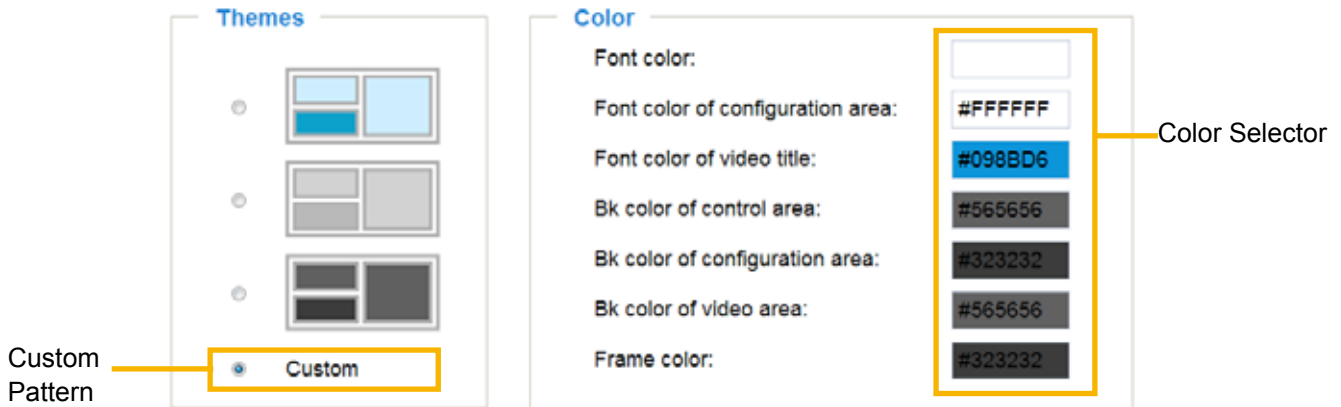 Themes
Custom
Color
Font color:
Font color of configuration area: #FFFFFF
Font color of video title: #098BD6
Bk color of control area: #565656
Bk color of configuration area: #323232
Bk color of video area: #565656
Frame color: #323232
Color Selector
Custom
Pattern